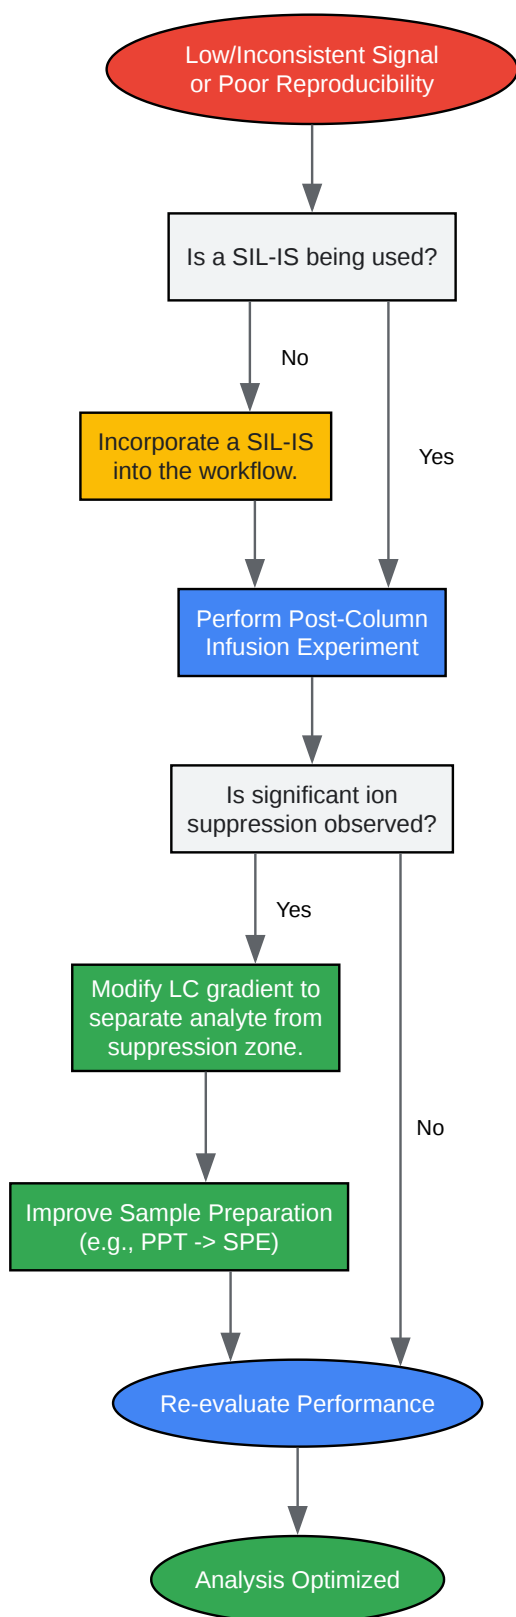 Low/Inconsistent Signal
or Poor Reproducibility
Is a SIL-IS being used?
No
Incorporate a SIL-IS
into the workflow.
Yes
Perform Post-Column
Infusion Experiment
Is significant ion
suppression observed?
Yes
Modify LC gradient to
separate analyte from
suppression zone.
No
Improve Sample Preparation
(e.g., PPT -> SPE)
Re-evaluate Performance
Analysis Optimized